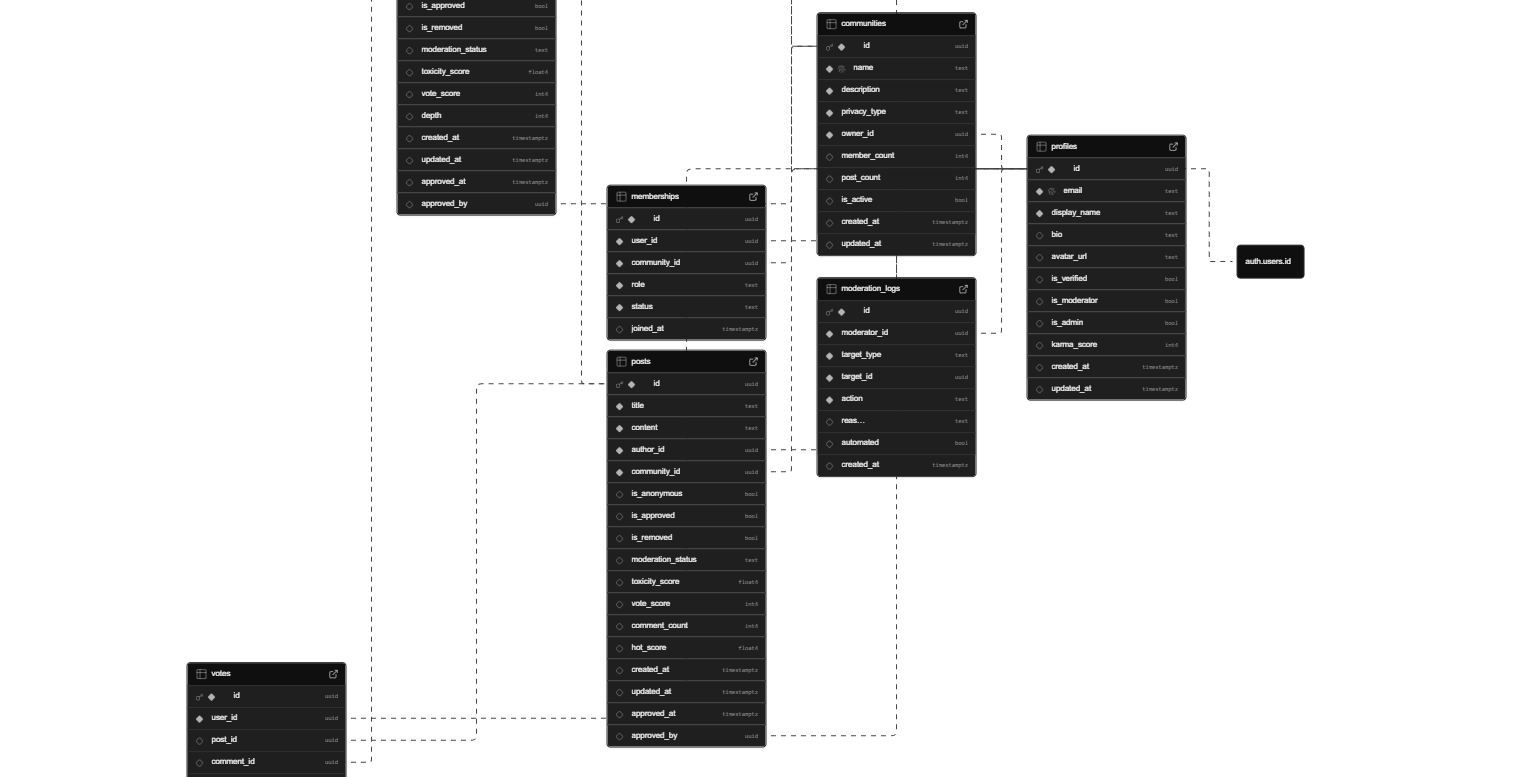 is_approved bool
is_removed bool
moderation_status text
toxicity_score float4
vote_score int4
depth int4
created_at timestamptz
updated_at timestamptz
approved_at timestamptz
approved_by uuid
communities
id uuid
name text
description text
privacy_type text
owner_id uuid
member_count int4
post_count int4
is_active bool
created_at timestamptz
updated_at timestamptz
profiles
id uuid
email text
display_name text
bio text
avatar_url text
is_verified bool
is_moderator bool
is_admin bool
karma_score int4
created_at timestamptz
updated_at timestamptz
auth.users.id
memberships
id uuid
user_id uuid
community_id uuid
role text
status text
joined_at timestamptz
moderation_logs
id uuid
moderator_id uuid
target_type text
target_id uuid
action text
reas... text
automated bool
created_at timestamptz
posts
id uuid
title text
content text
author_id uuid
community_id uuid
is_anonymous bool
is_approved bool
is_removed bool
moderation_status text
toxicity_score float4
vote_score int4
comment_count int4
hot_score float4
created_at timestamptz
updated_at timestamptz
approved_at timestamptz
approved_by uuid
votes
id uuid
user_id uuid
post_id uuid
comment_id uuid